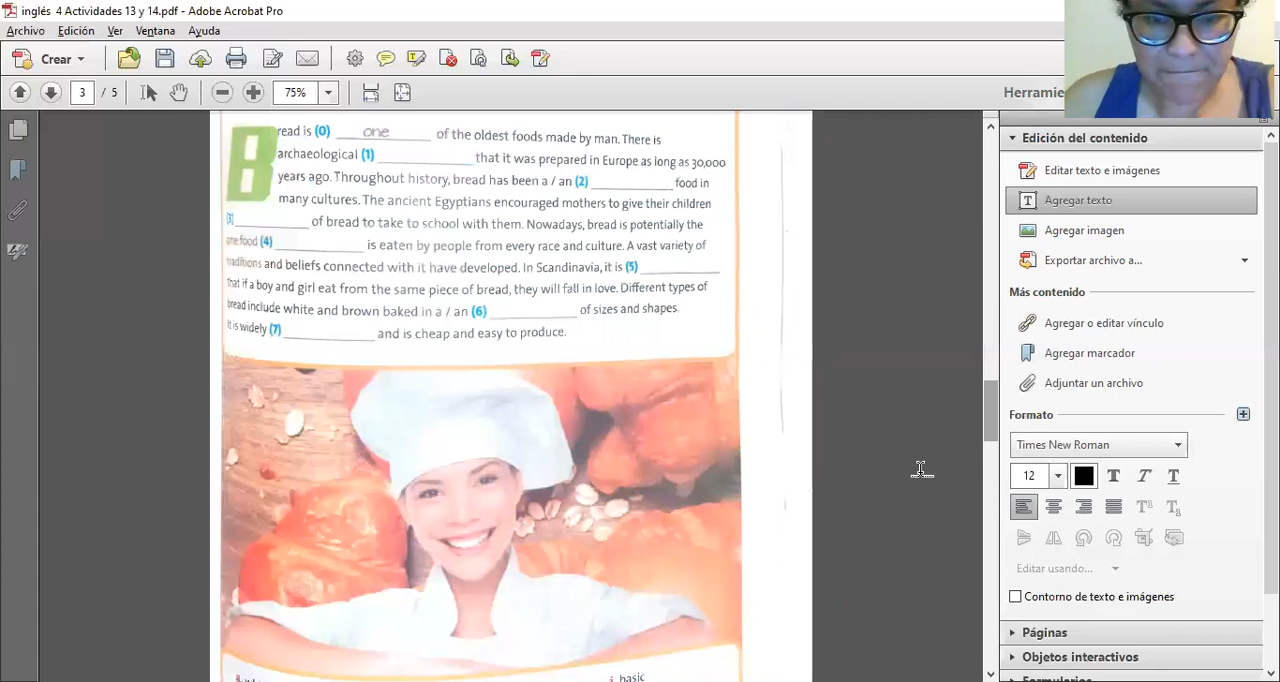 inglés 4 Actividades 13 y 14.pdf - Adobe Acrobat Pro
Archivo Edición Ver Ventana Ayuda
Crear
3 / 5 75% Herramie
Bread is (0) one of the oldest foods made by man. There is
archaeological (1) that it was prepared in Europe as long as 30,000
years ago. Throughout history, bread has been a / an (2) food in
many cultures. The ancient Egyptians encouraged mothers to give their children
(3) of bread to take to school with them. Nowadays, bread is potentially the
one food (4) is eaten by people from every race and culture. A vast variety of
traditions and beliefs connected with it have developed. In Scandinavia, it is (5)
that if a boy and girl eat from the same piece of bread, they will fall in love. Different types of
bread include white and brown baked in a / an (6) of sizes and shapes.
It is widely (7) and is cheap and easy to produce.
i basic
Edición del contenido
Editar texto e imágenes
Agregar texto
Agregar imagen
Exportar archivo a...
Más contenido
Agregar o editar vínculo
Agregar marcador
Adjuntar un archivo
Formato
Times New Roman
12 T T T
T T
Editar usando...
Contorno de texto e imágenes
Páginas
Objetos interactivos
Formularios